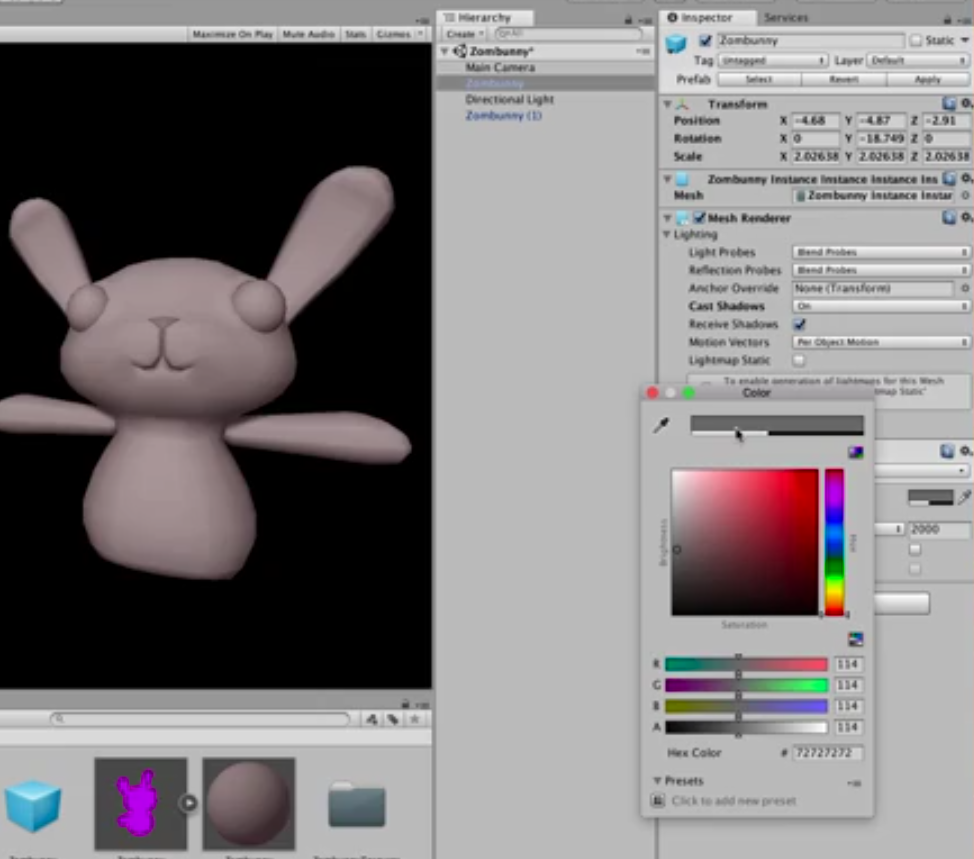 Hierarchy
Inspector
Services
Maximize On Play
Mute Audio
Stats
Gizmos
Create
Zombunny*
Main Camera
Zombunny
Directional Light
Zombunny (1)
Zombunny
Static
Tag
Untagged
Layer
Default
Prefab
Select
Revert
Apply
Transform
Position X -4.68 Y -4.87 Z -2.91
Rotation X 0 Y -18.749 Z 0
Scale X 2.02638 Y 2.02638 Z 2.02638
Zombunny Instance Instance Instance Ins
Mesh
Zombunny Instance Instar
Mesh Renderer
Lighting
Light Probes
Blend Probes
Reflection Probes
Blend Probes
Anchor Override
None (Transform)
Cast Shadows
On
Receive Shadows
Motion Vectors
Per Object Motion
Lightmap Static
To enable generation of lightmaps for this Mesh
Color
2000
Brightness
Hue
Saturation
R 114
G 114
B 114
A 114
Hex Color # 72727272
Presets
Click to add new preset